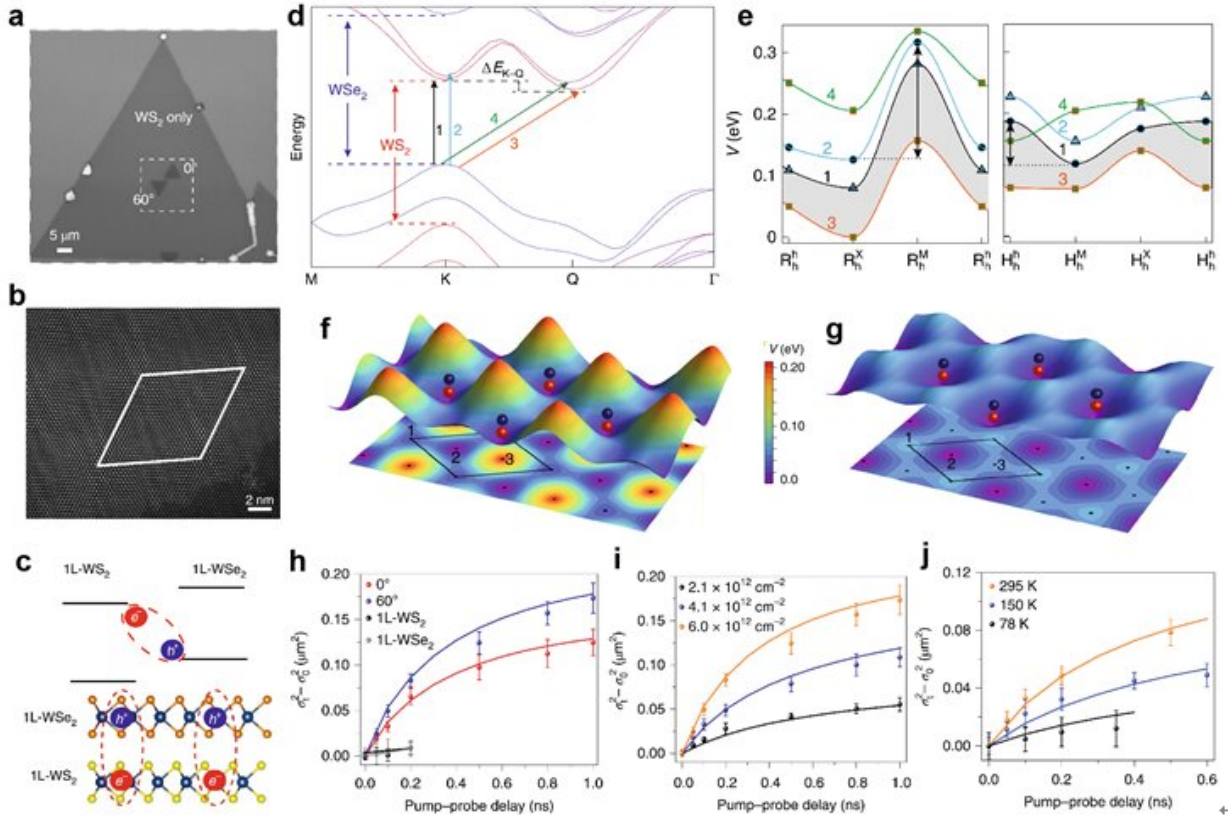 a
WS2 only
0°
60°
5 μm
b
2 nm
c
1L-WS2
1L-WSe2
e⁻
h⁺
1L-WSe2
h⁺
h⁺
1L-WS2
e⁻
e⁻
d
WSe2
WS2
ΔE K–Q
1
2
4
3
Energy
M
K
Q
Γ
e
V (eV)
0.3
0.2
0.1
0
4
2
1
3
R_h^h
R_h^X
R_h^M
R_h^h
4
2
1
3
H_h^h
H_h^M
H_h^X
H_h^h
f
1
2
3
V (eV)
0.20
0.10
0.0
g
1
2
3
h
0.20
0.15
0.10
0.05
0.00
σt² – σ0² (μm²)
0°
60°
1L-WS2
1L-WSe2
0.0
0.2
0.4
0.6
0.8
1.0
Pump–probe delay (ns)
i
0.20
0.15
0.10
0.05
0.00
σt² – σ0² (μm²)
2.1 × 10¹² cm⁻²
4.1 × 10¹² cm⁻²
6.0 × 10¹² cm⁻²
0.0
0.2
0.4
0.6
0.8
1.0
Pump–probe delay (ns)
j
0.12
0.08
0.04
0.00
σt² – σ0² (μm²)
295 K
150 K
78 K
0.0
0.2
0.4
0.6
Pump–probe delay (ns)